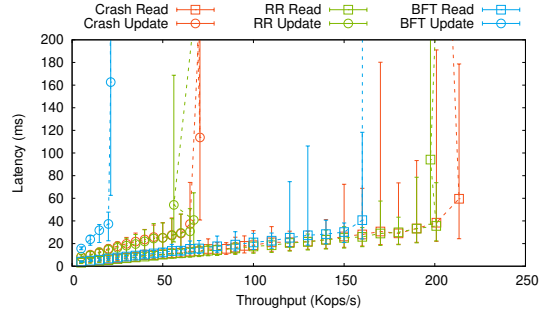 Crash Read RR Read BFT Read
Crash Update RR Update BFT Update
200
180
160
140
120
100
80
60
40
20
0
Latency (ms)
0 50 100 150 200 250
Throughput (Kops/s)